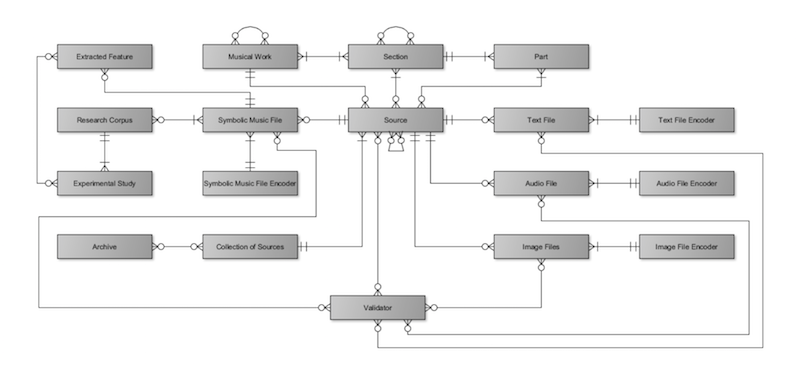 Extracted Feature
Musical Work
Section
Part
Research Corpus
Symbolic Music File
Source
Text File
Text File Encoder
Experimental Study
Symbolic Music File Encoder
Audio File
Audio File Encoder
Archive
Collection of Sources
Image Files
Image File Encoder
Validator